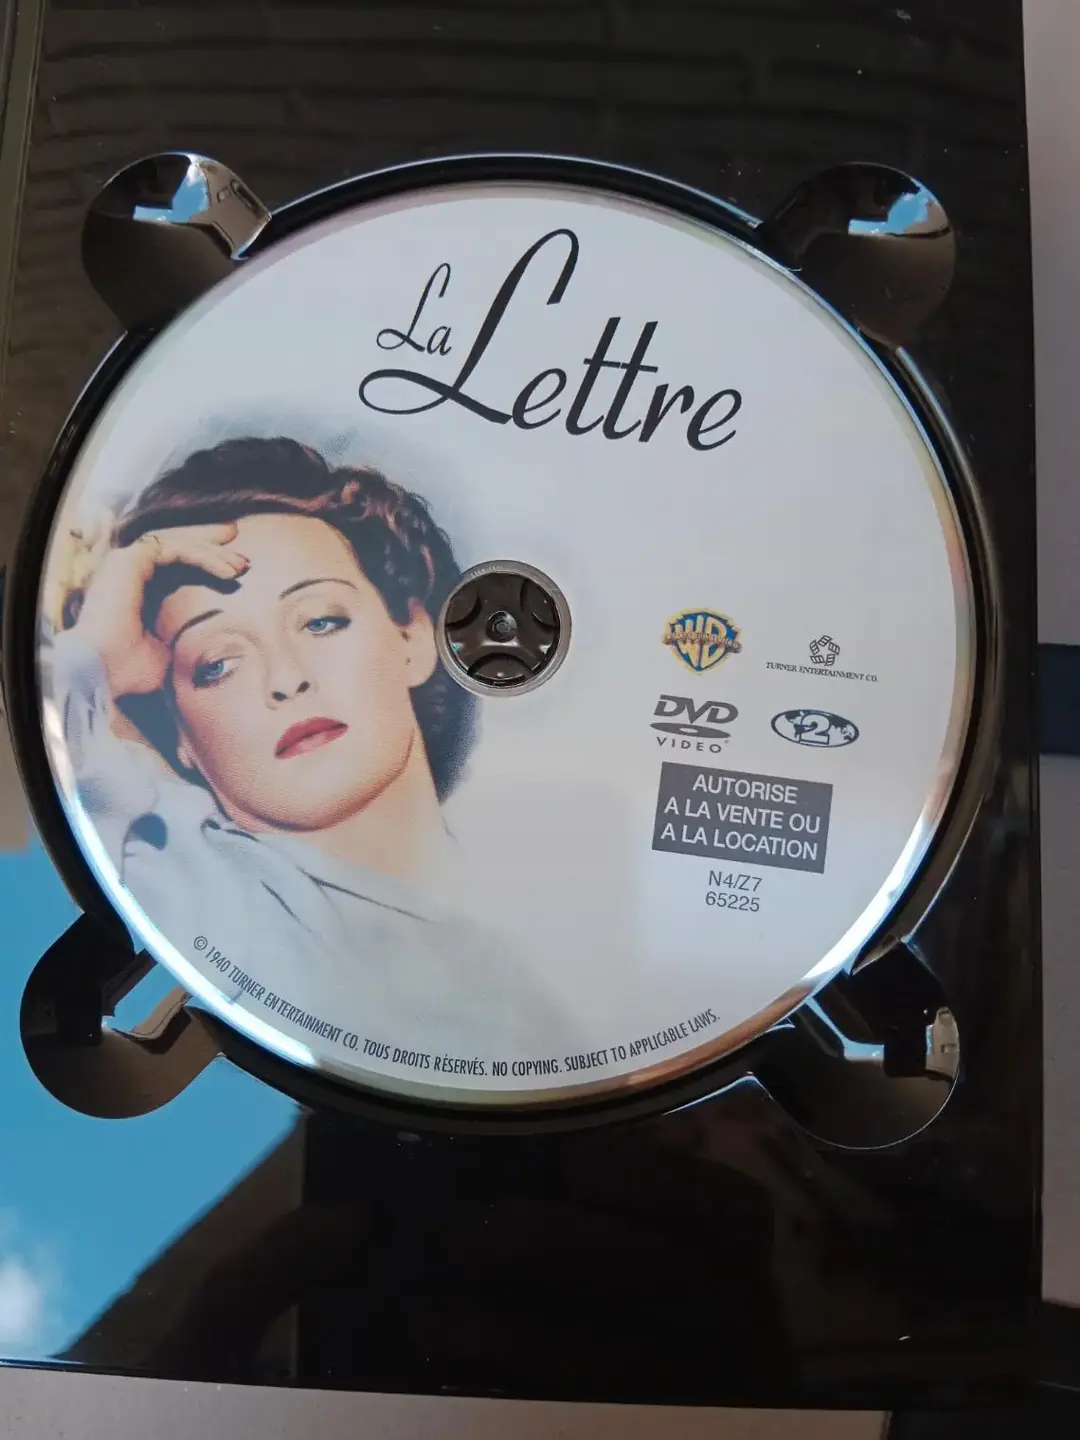 La
Lettre
WB
TURNER ENTERTAINMENT CO.
DVD
VIDEO
2
AUTORISE
A LA VENTE OU
A LA LOCATION
N4/Z7
65225
© 1940 TURNER ENTERTAINMENT CO. TOUS DROITS RÉSERVÉS. NO COPYING. SUBJECT TO APPLICABLE LAWS.